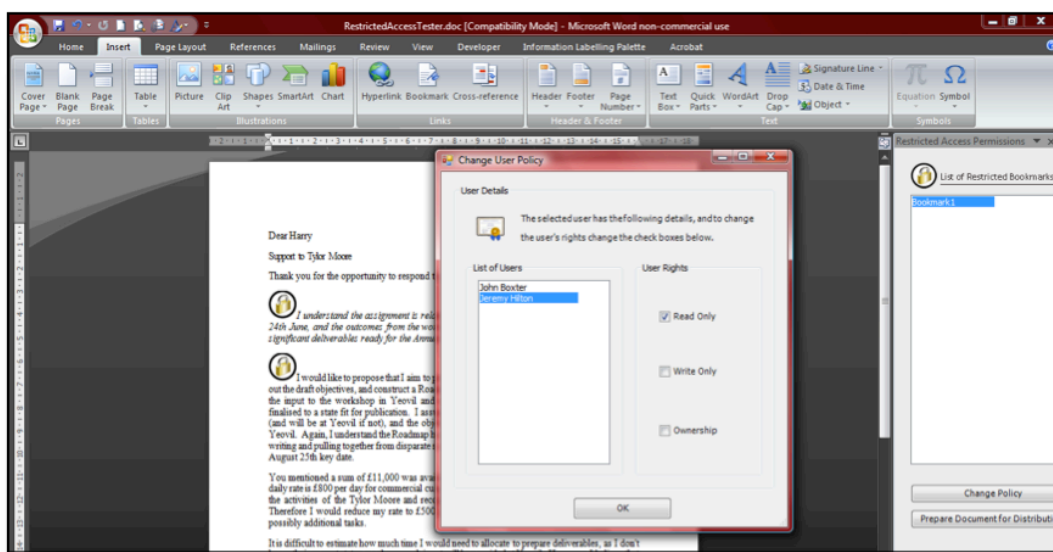 RestrictedAccessTester.doc [Compatibility Mode] - Microsoft Word non-commercial use
Home Insert Page Layout References Mailings Review View Developer Information Labelling Palette Acrobat
Cover Page Blank Page Page Break Table Picture Clip Art Shapes SmartArt Chart Hyperlink Bookmark Cross-reference Header Footer Page Number Text Box Quick Parts WordArt Drop Cap Signature Line Date & Time Object Equation Symbol
Pages Tables Illustrations Links Header & Footer Text Symbols
Restricted Access Permissions
List of Restricted Bookmarks
Bookmark1
Change Policy
Prepare Document for Distributi
Change User Policy
User Details
The selected user has the following details, and to change
the user's rights change the check boxes below.
List of Users
John Boxter
Jeremy Hilton
User Rights
Read Only
Write Only
Ownership
OK
Dear Harry
Support to Tylor Moore
Thank you for the opportunity to respond
I understand the assignment is rel
24th June, and the outcomes from the wo
significant deliverables ready for the Annu
I would like to propose that I aim to p
out the draft objectives, and construct a Roa
the input to the workshop in Yeovil and
finalised to a state fit for publication. I ass
(and will be at Yeovil if not), and the obj
Yeovil. Again, I understand the Roadmap h
writing and pulling together from disparate s
August 25th key date.
You mentioned a sum of £11,000 was ava
daily rate is £800 per day for commercial cu
the activities of the Tylor Moore and reco
Therefore I would reduce my rate to £500
possibly additional tasks.
It is difficult to estimate how much time I would need to allocate to prepare deliverables, as I don't